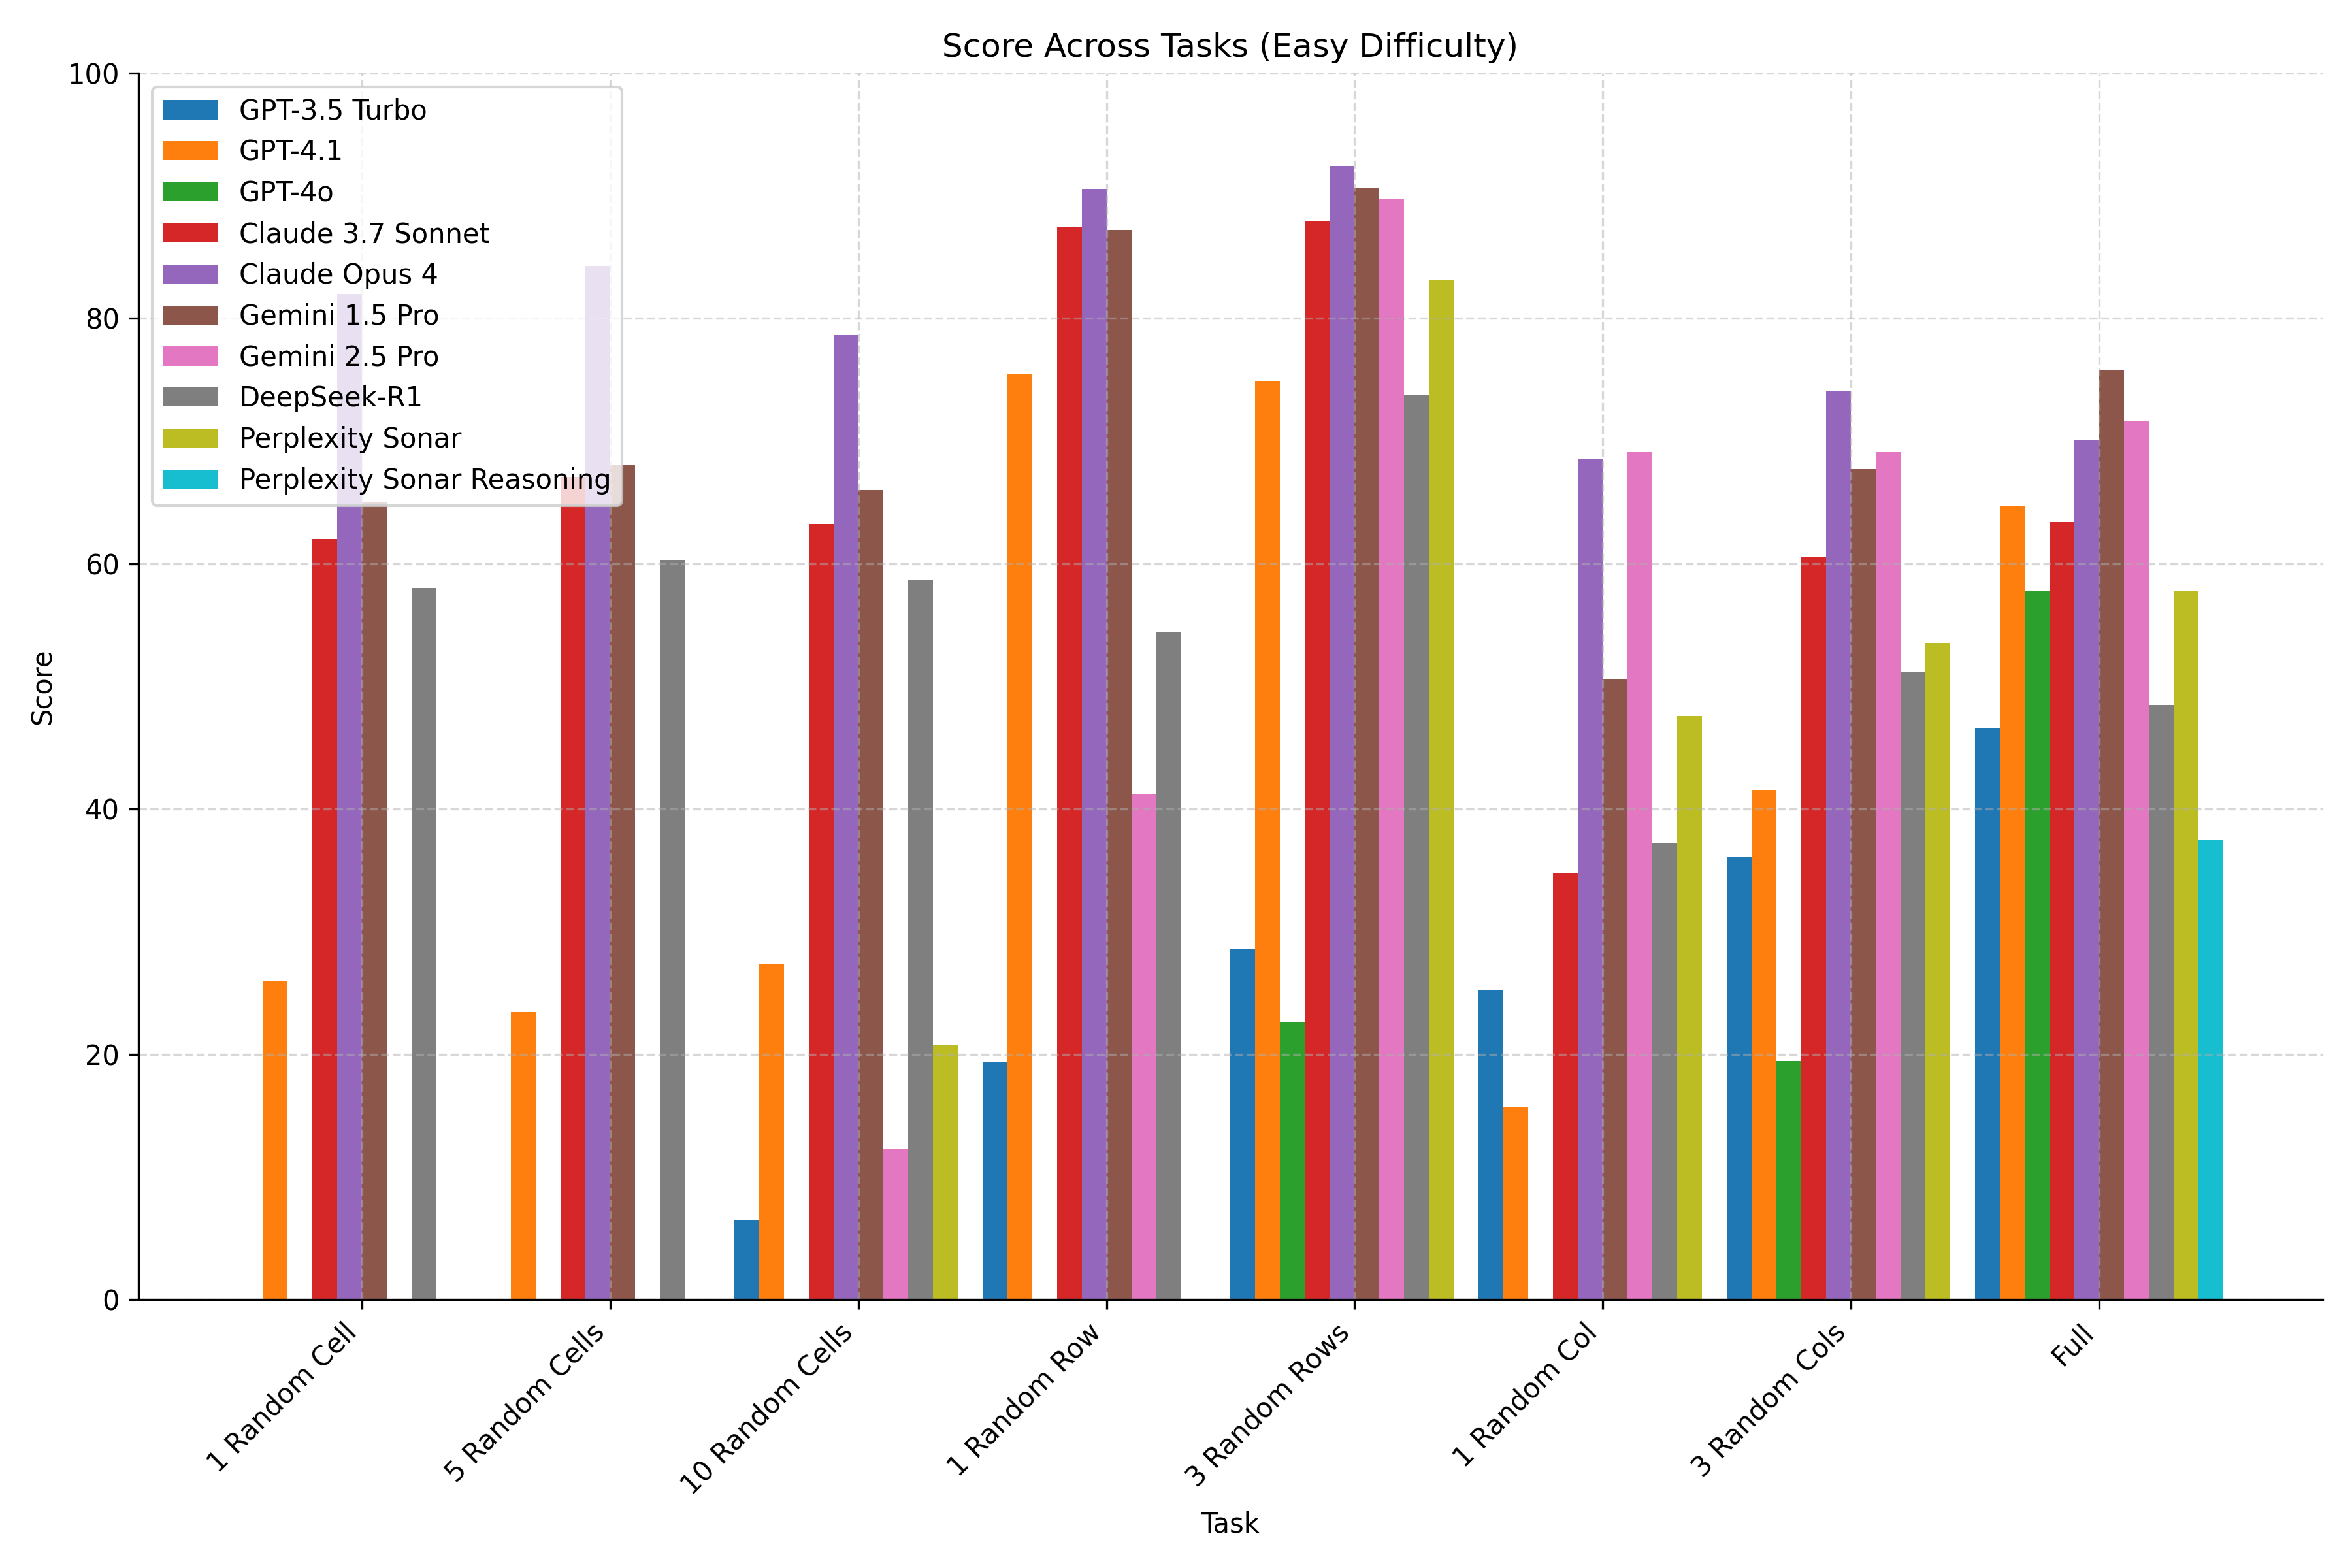 Score Across Tasks (Easy Difficulty)
100
80
60
40
20
0
Score
GPT-3.5 Turbo
GPT-4.1
GPT-4o
Claude 3.7 Sonnet
Claude Opus 4
Gemini 1.5 Pro
Gemini 2.5 Pro
DeepSeek-R1
Perplexity Sonar
Perplexity Sonar Reasoning
1 Random Cell
5 Random Cells
10 Random Cells
1 Random Row
3 Random Rows
1 Random Col
3 Random Cols
Full
Task